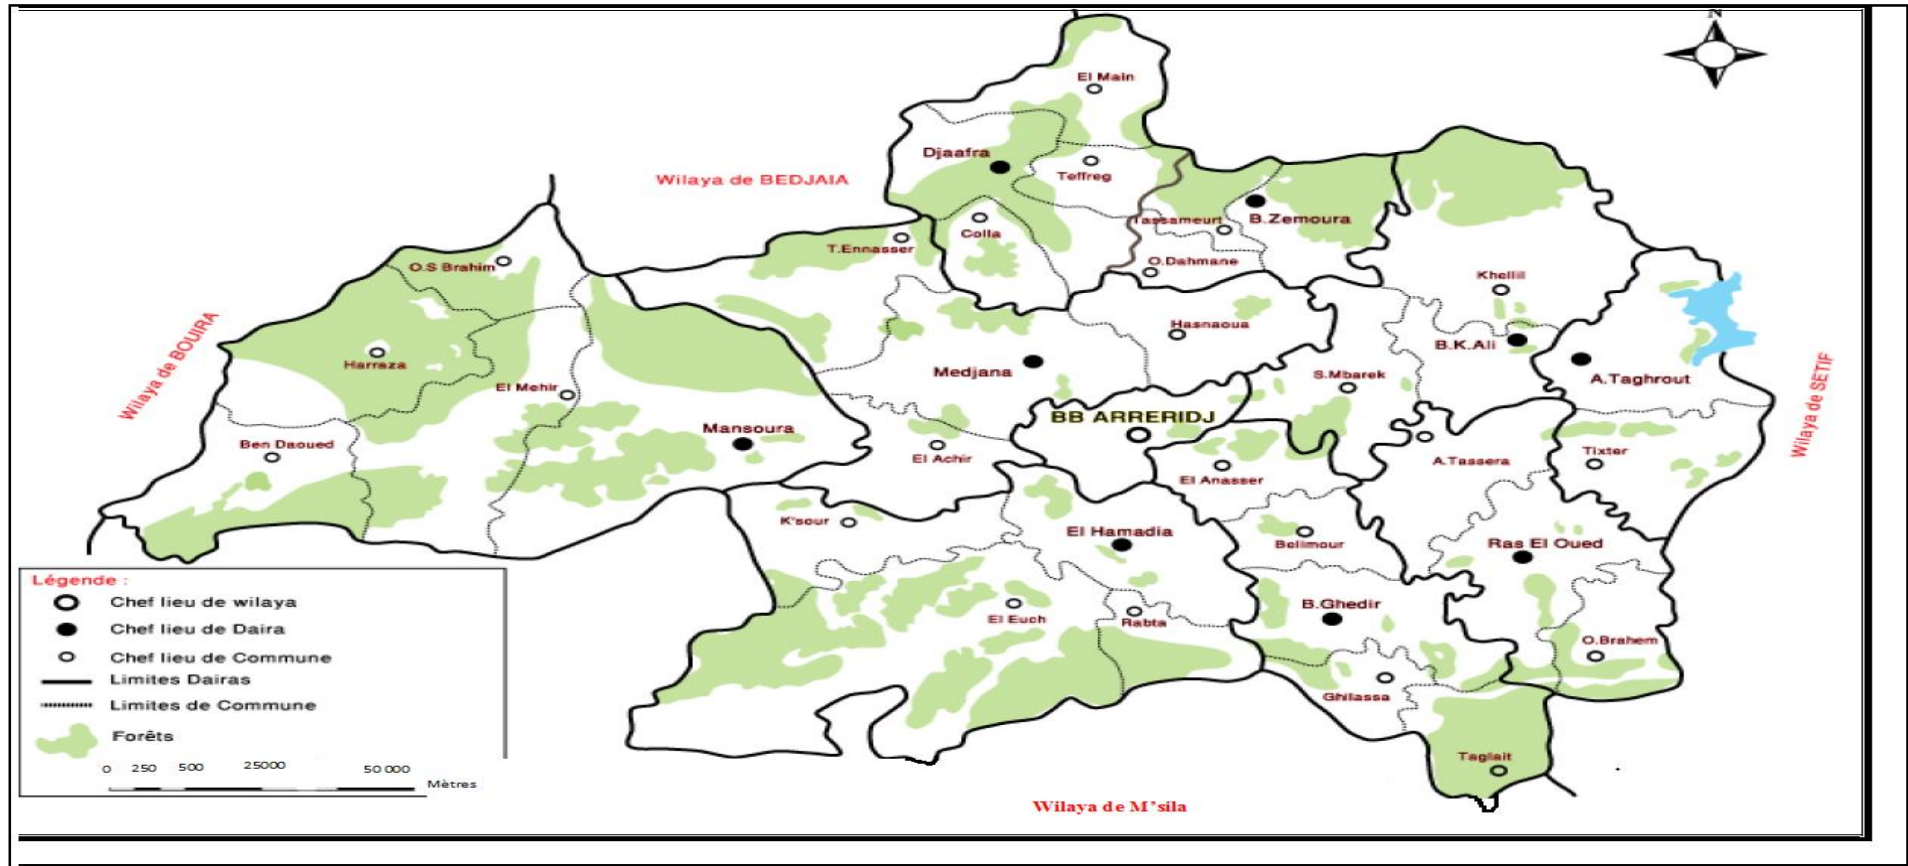 N
El Main
Djaafra
Teffreg
Wilaya de BEDJAIA
Tassameurt
B.Zemoura
T.Ennasser
Colla
O.Dahmane
O.S Brahim
Khellil
Hasnaoua
Wilaya de BOUIRA
Harraza
B.K.Ali
Medjana
S.Mbarek
A.Taghrout
El Mehir
Wilaya de SETIF
BB ARRERIDJ
Mansoura
Ben Daoued
El Achir
A.Tassera
Tixter
El Anasser
K'sour
El Hamadia
Belimour
Ras El Oued
B.Ghedir
El Euch
Rabta
O.Brahem
Ghilassa
Taglait
Légende :
Chef lieu de wilaya
Chef lieu de Daira
Chef lieu de Commune
Limites Dairas
Limites de Commune
Forêts
0 250 500 25000 50 000
Mètres
Wilaya de M’sila